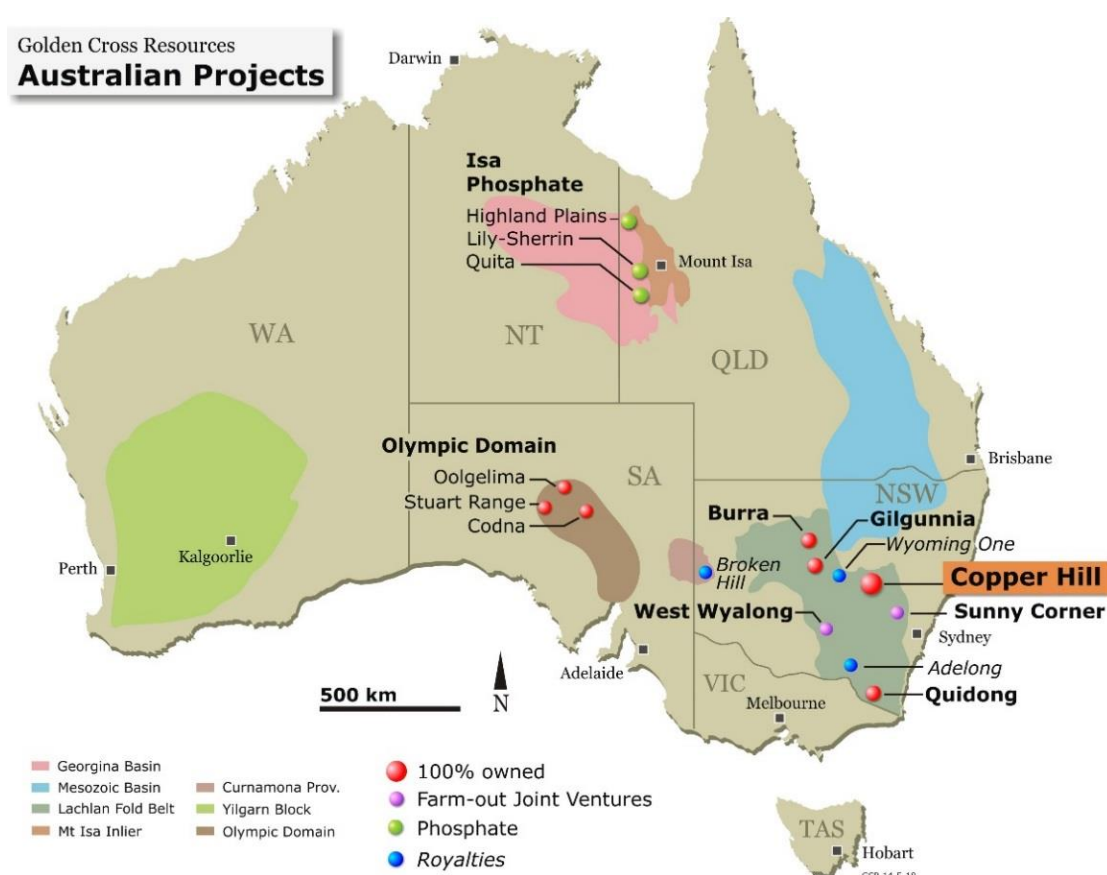 Golden Cross Resources
Australian Projects
Darwin
Isa
Phosphate
Highland Plains
Lily-Sherrin
Quita
Mount Isa
WA
NT
QLD
Olympic Domain
Oolgelima
Stuart Range
Codna
SA
Brisbane
NSW
Burra
Gilgunnia
Wyoming One
Kalgoorlie
Perth
Broken
Hill
Copper Hill
West Wyalong
Sunny Corner
Sydney
Adelaide
N
500 km
VIC
Adelong
Quidong
Melbourne
Georgina Basin
Mesozoic Basin
Lachlan Fold Belt
Mt Isa Inlier
Curnamona Prov.
Yilgarn Block
Olympic Domain
100% owned
Farm-out Joint Ventures
Phosphate
Royalties
TAS
Hobart